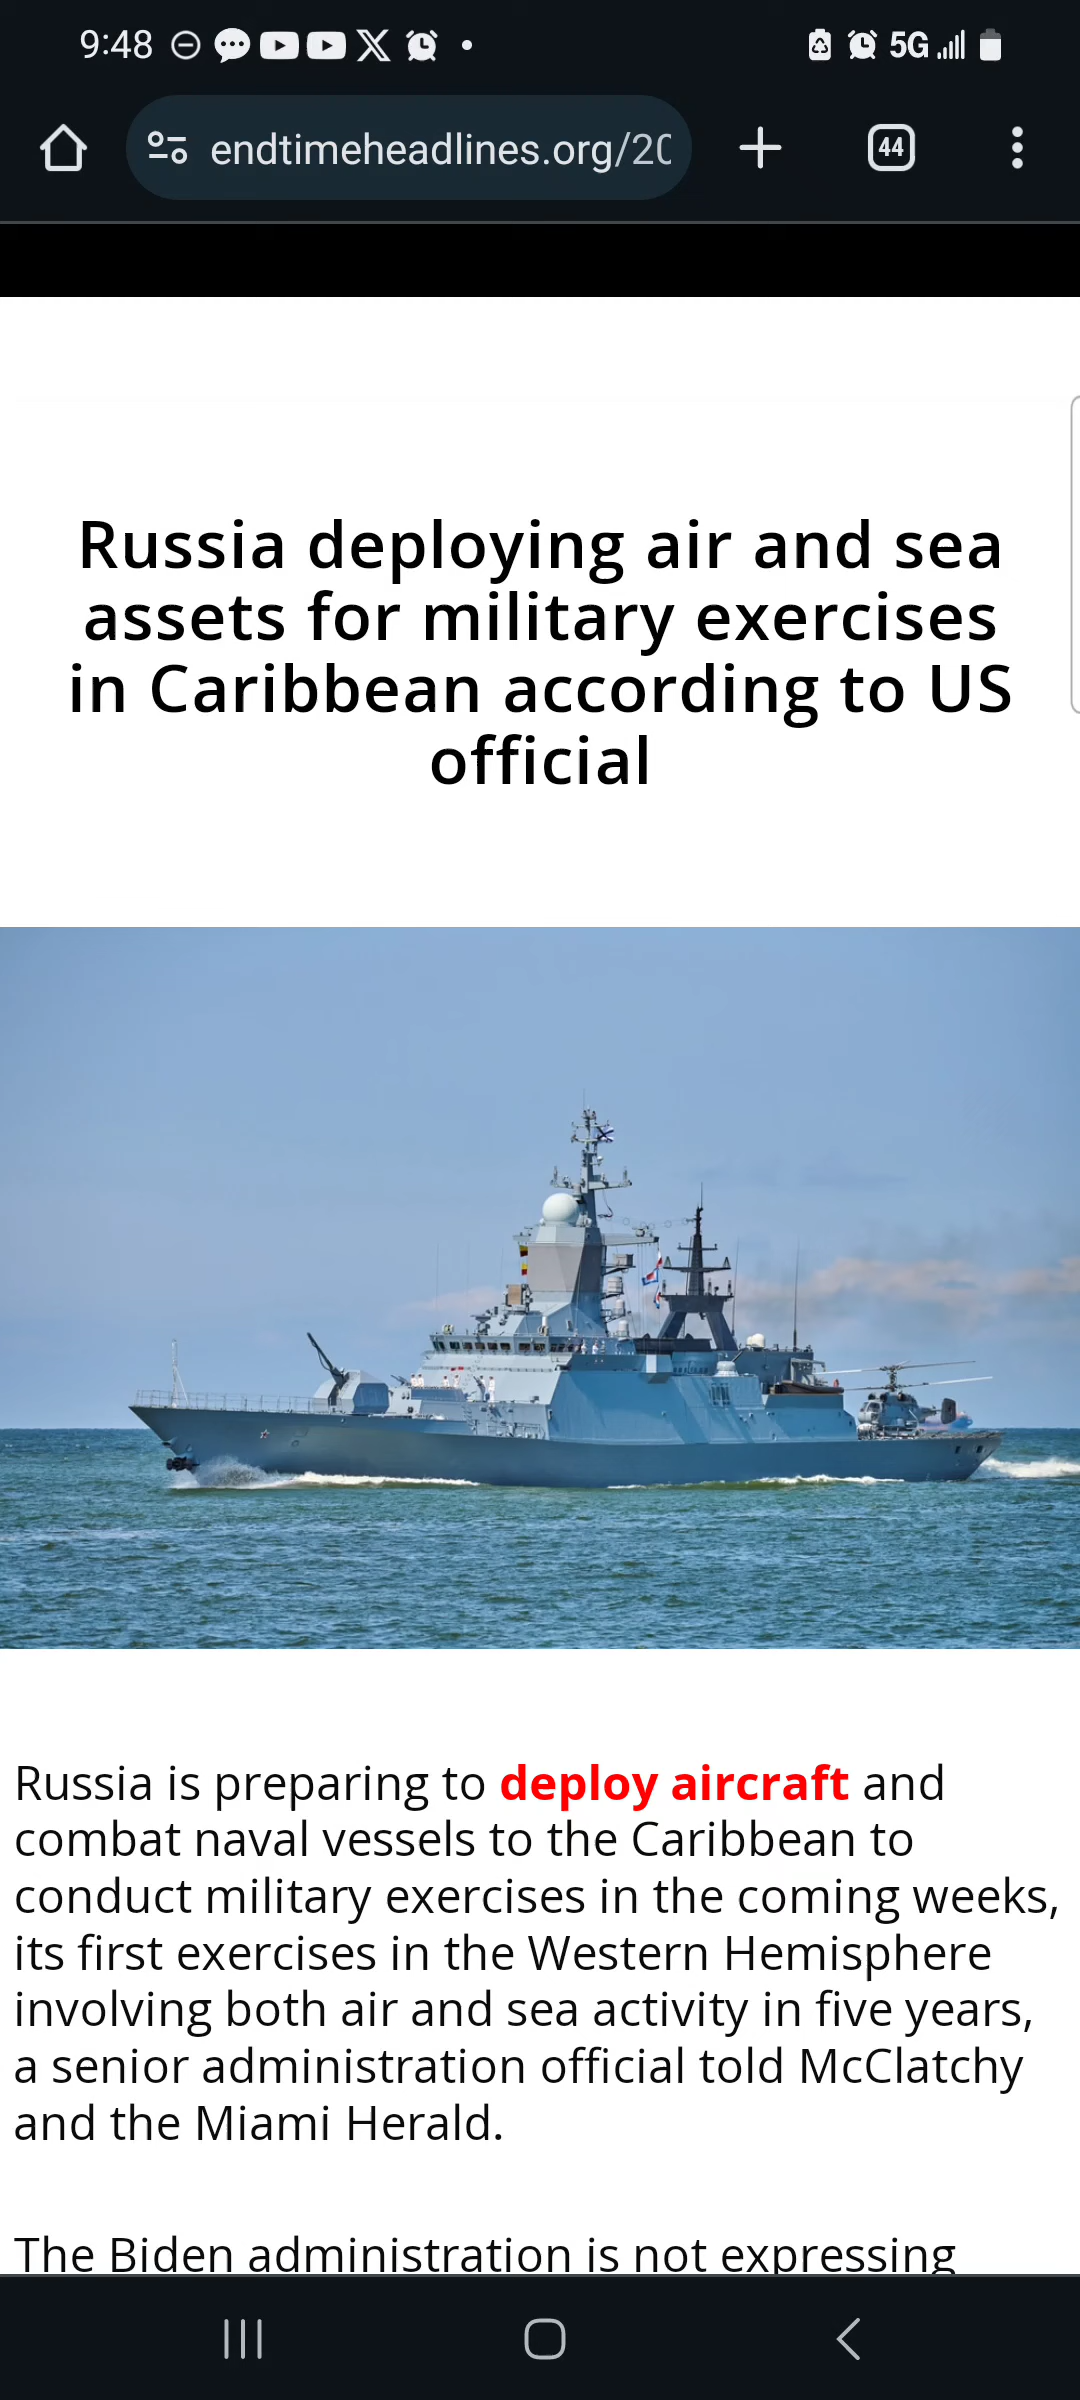 9:48
5G
endtimeheadlines.org/20
44
Russia deploying air and sea
assets for military exercises
in Caribbean according to US
official
Russia is preparing to deploy aircraft and
combat naval vessels to the Caribbean to
conduct military exercises in the coming weeks,
its first exercises in the Western Hemisphere
involving both air and sea activity in five years,
a senior administration official told McClatchy
and the Miami Herald.
The Biden administration is not expressing